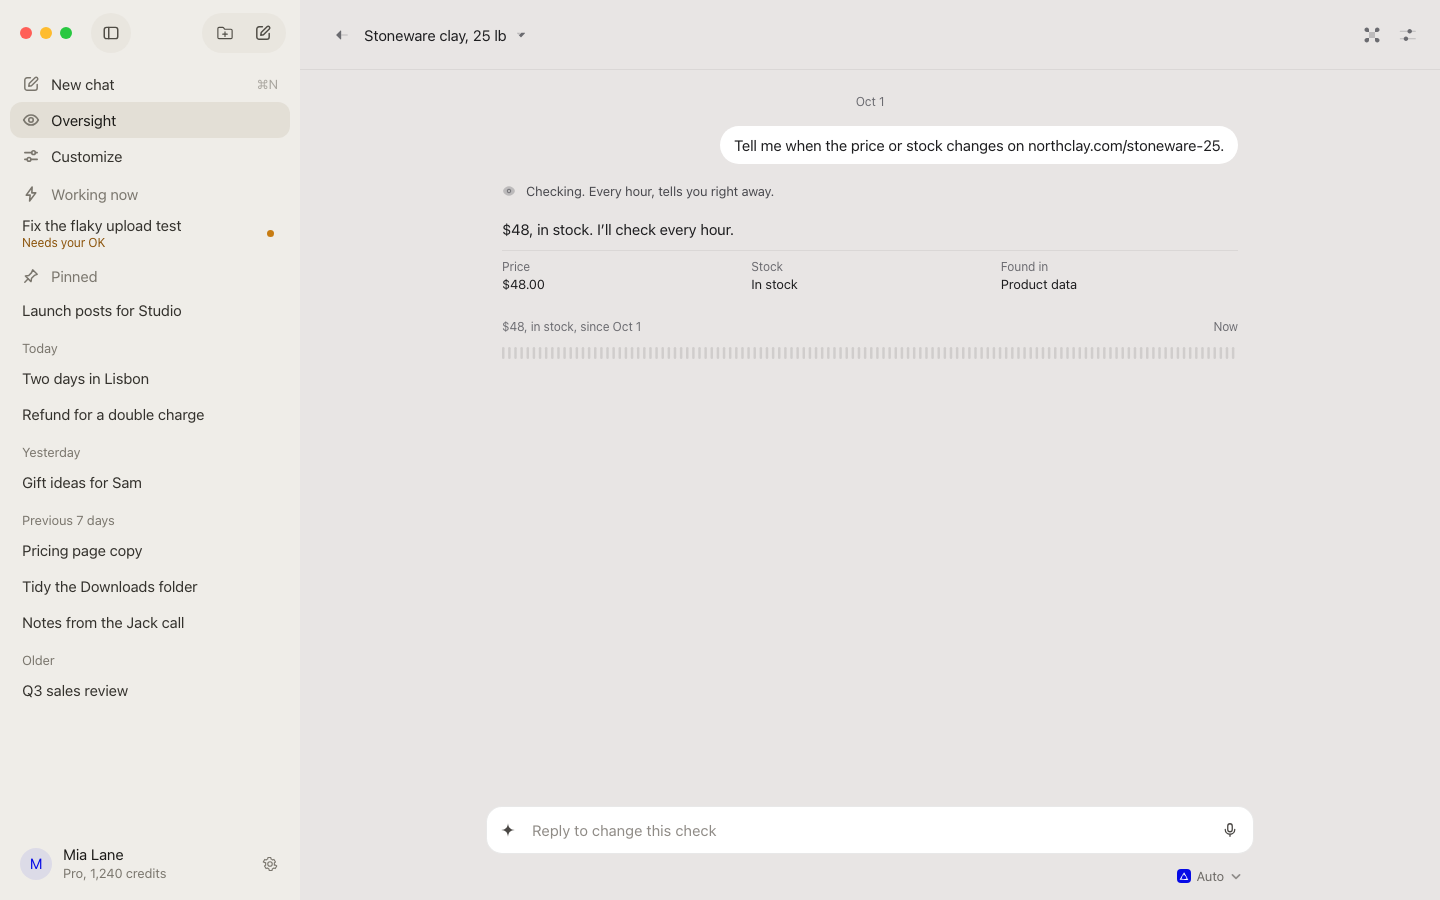 New chat
⌘N
Oversight
Customize
Working now
Fix the flaky upload test
Needs your OK
Pinned
Launch posts for Studio
Today
Two days in Lisbon
Refund for a double charge
Yesterday
Gift ideas for Sam
Previous 7 days
Pricing page copy
Tidy the Downloads folder
Notes from the Jack call
Older
Q3 sales review
M
Mia Lane
Pro, 1,240 credits
Stoneware clay, 25 lb
Oct 1
Tell me when the price or stock changes on northclay.com/stoneware-25.
Checking. Every hour, tells you right away.
$48, in stock. I’ll check every hour.
Price
Stock
Found in
$48.00
In stock
Product data
$48, in stock, since Oct 1
Now
Reply to change this check
Auto